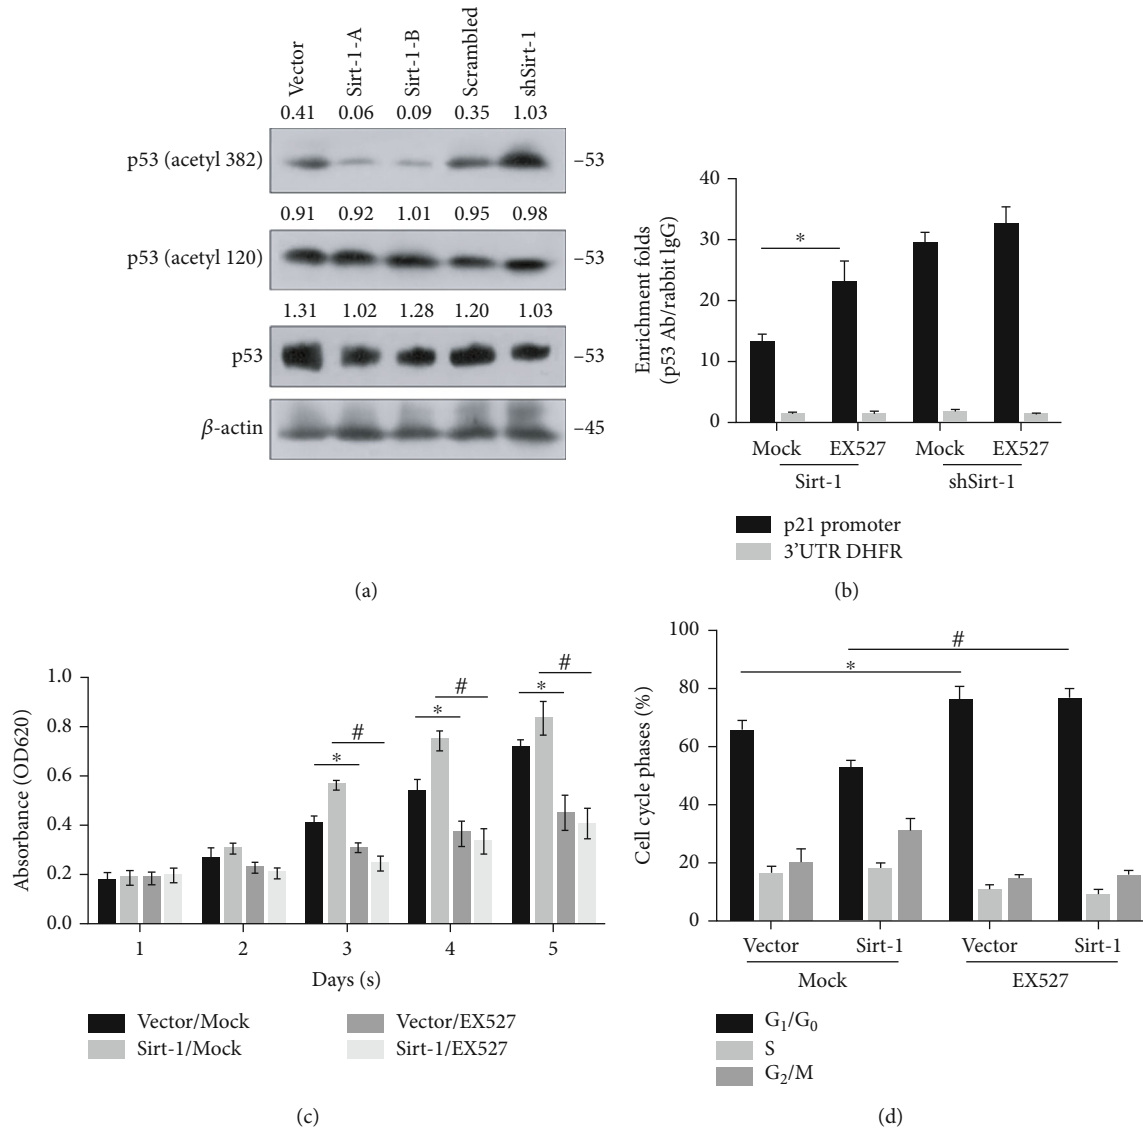 Vector
Sirt-1-A
Sirt-1-B
Scrambled
shSirt-1
0.41 0.06 0.09 0.35 1.03
p53 (acetyl 382) –53
0.91 0.92 1.01 0.95 0.98
p53 (acetyl 120) –53
1.31 1.02 1.28 1.20 1.03
p53 –53
β-actin –45
(a)
Enrichment folds
(p53 Ab/rabbit IgG)
40
30
20
10
0
*
Mock EX527 Mock EX527
Sirt-1 shSirt-1
p21 promoter
3'UTR DHFR
(b)
Absorbance (OD620)
1.0
0.8
0.6
0.4
0.2
0.0
* #
* #
* #
1 2 3 4 5
Days (s)
Vector/Mock Vector/EX527
Sirt-1/Mock Sirt-1/EX527
(c)
Cell cycle phases (%)
100
80
60
40
20
0
#
*
Vector Sirt-1 Vector Sirt-1
Mock EX527
G₁/G₀
S
G₂/M
(d)